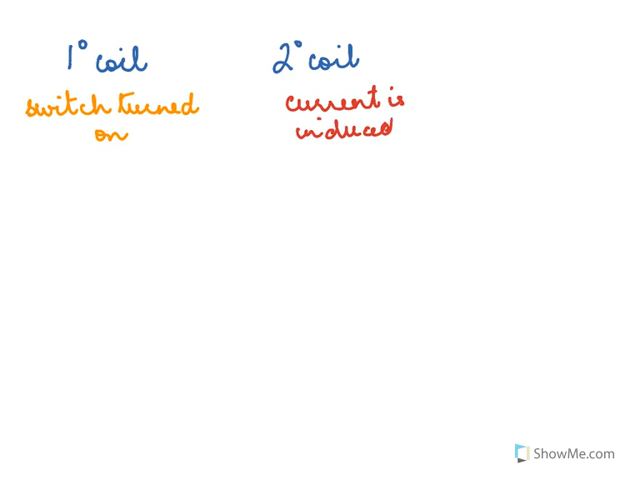 1° coil 2° coil
switch turned on
current is induced
ShowMe.com